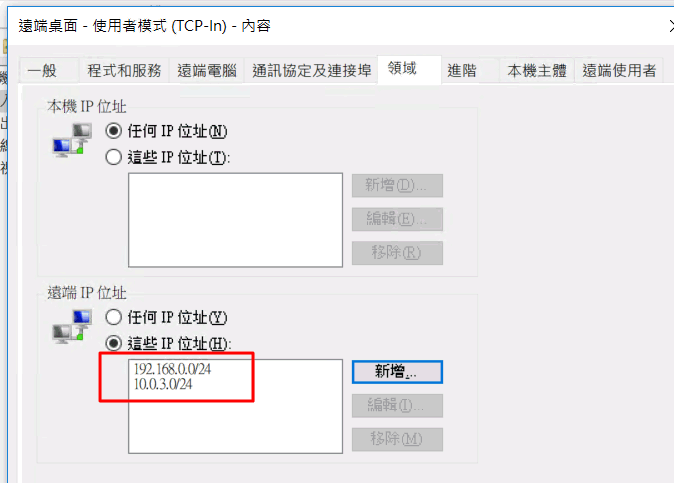 遠端桌面 - 使用者模式 (TCP-In) - 內容
一般 程式和服務 遠端電腦 通訊協定及連接埠 領域 進階 本機主體 遠端使用者
本機 IP 位址
任何 IP 位址(N)
這些 IP 位址(T):
新增(D)...
編輯(E)...
移除(R)
遠端 IP 位址
任何 IP 位址(Y)
這些 IP 位址(H):
192.168.0.0/24
10.0.3.0/24
新增...
編輯(I)...
移除(M)